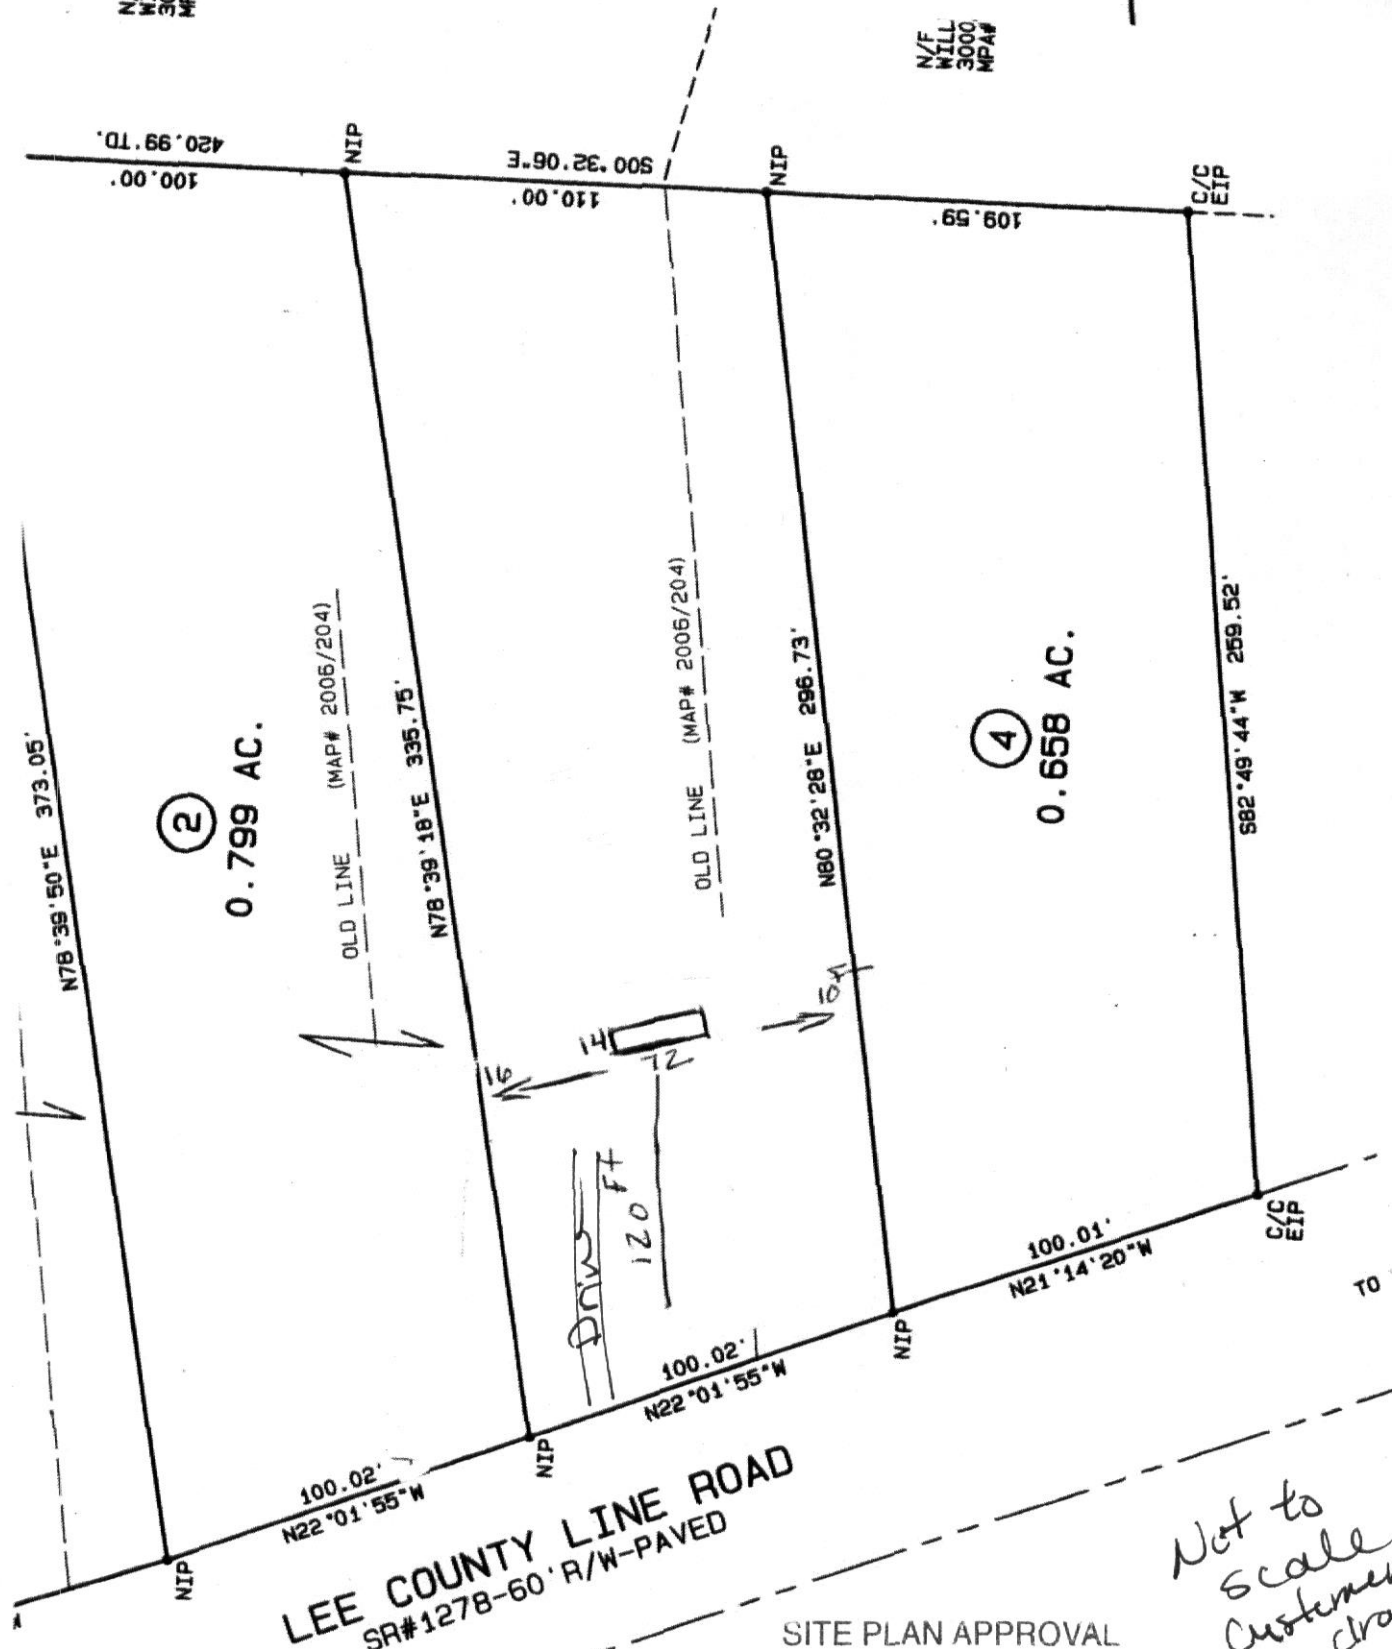 N/F
WILL
3000
MPA#
420.99 TD.
100.00'
NIP
S00°32'06"E
110.00'
NIP
109.59'
C/C
EIP
N78°39'50"E 373.05'
2
0.799 AC.
OLD LINE (MAP# 2006/204)
N78°39'18"E 335.75'
OLD LINE (MAP# 2006/204)
N80°32'28"E 296.73'
4
0.658 AC.
S82°49'44"W 259.52'
16
14
72
Drive
120 FT
100.02'
N22°01'55"W
NIP
100.02'
N22°01'55"W
NIP
100.01'
N21°14'20"W
NIP
C/C
EIP
TO
LEE COUNTY LINE ROAD
SR#1278-60'R/W-PAVED
Not to
scale
SITE PLAN APPROVAL